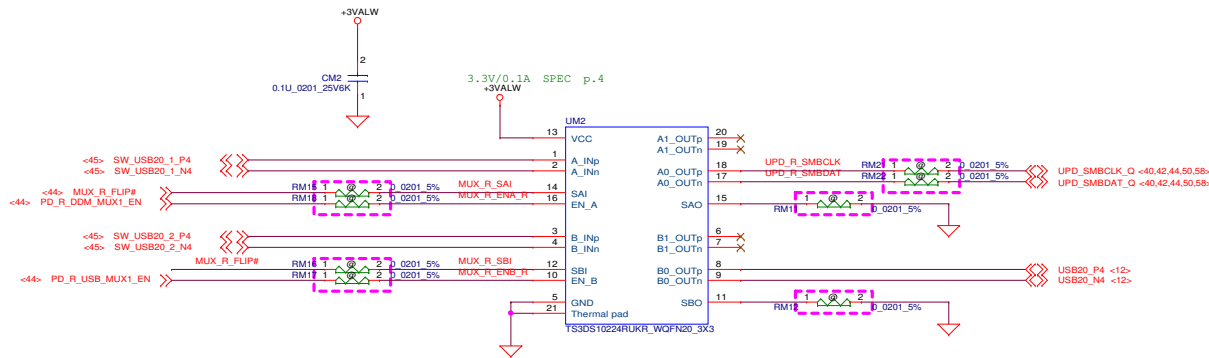 +3VALW
2
CM2
0.1U_0201_25V6K
1
3.3V/0.1A SPEC p.4
+3VALW
UM2
13 VCC
A1_OUTp 20
A1_OUTn 19
<45> SW_USB20_1_P4
1 A_INp
<45> SW_USB20_1_N4
2 A_INn
A0_OUTp 18 UPD_R_SMBCLK RM21 1 @ 2 0_0201_5% UPD_SMBCLK_Q <40,42,44,50,58>
A0_OUTn 17 UPD_R_SMBDAT RM22 1 @ 2 0_0201_5% UPD_SMBDAT_Q <40,42,44,50,58>
<44> MUX_R_FLIP# RM15 1 @ 2 0_0201_5% MUX_R_SAI 14 SAI
<44> PD_R_DDM_MUX1_EN RM18 1 @ 2 0_0201_5% MUX_R_ENA_R 16 EN_A
SAO 15 1 @ 2 0_0201_5%
<45> SW_USB20_2_P4
3 B_INp
<45> SW_USB20_2_N4
4 B_INn
B1_OUTp 6
B1_OUTn 7
MUX_R_FLIP# RM16 1 @ 2 0_0201_5% MUX_R_SBI 12 SBI
<44> PD_R_USB_MUX1_EN RM17 1 @ 2 0_0201_5% MUX_R_ENB_R 10 EN_B
B0_OUTp 8 USB20_P4 <12>
B0_OUTn 9 USB20_N4 <12>
5 GND
21 Thermal pad
SBO 11 RM12 1 @ 2 0_0201_5%
TS3DS10224RUKR_WQFN20_3X3